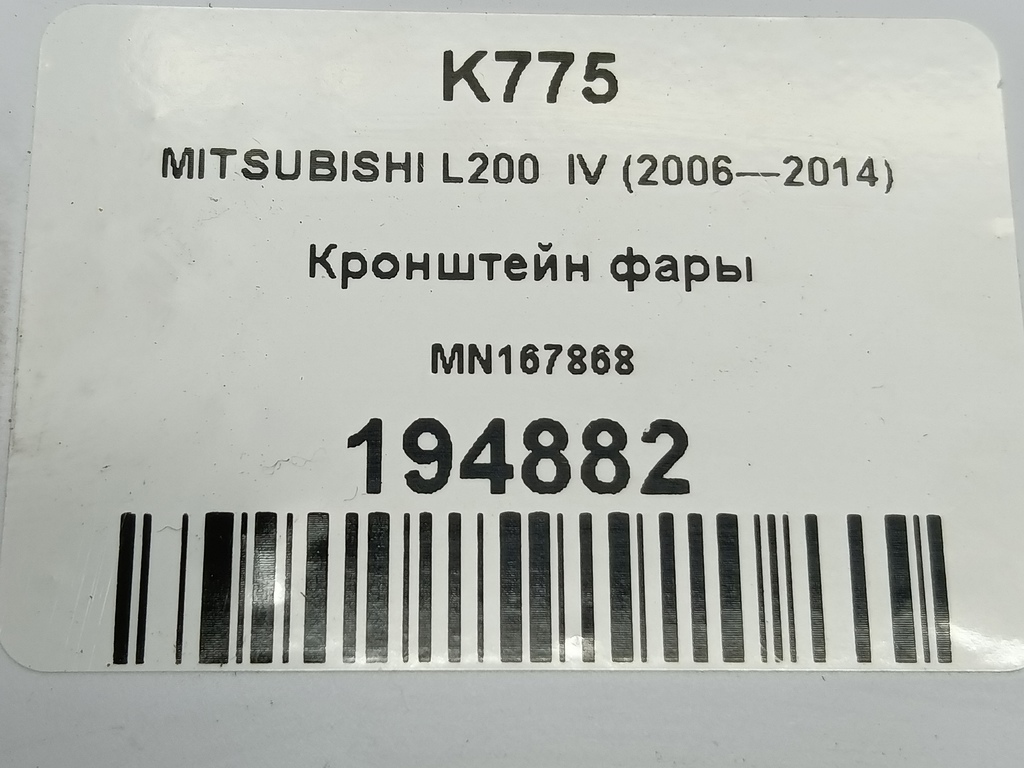 K775
MITSUBISHI L200 IV (2006—2014)
Кронштейн фары
MN167868
194882